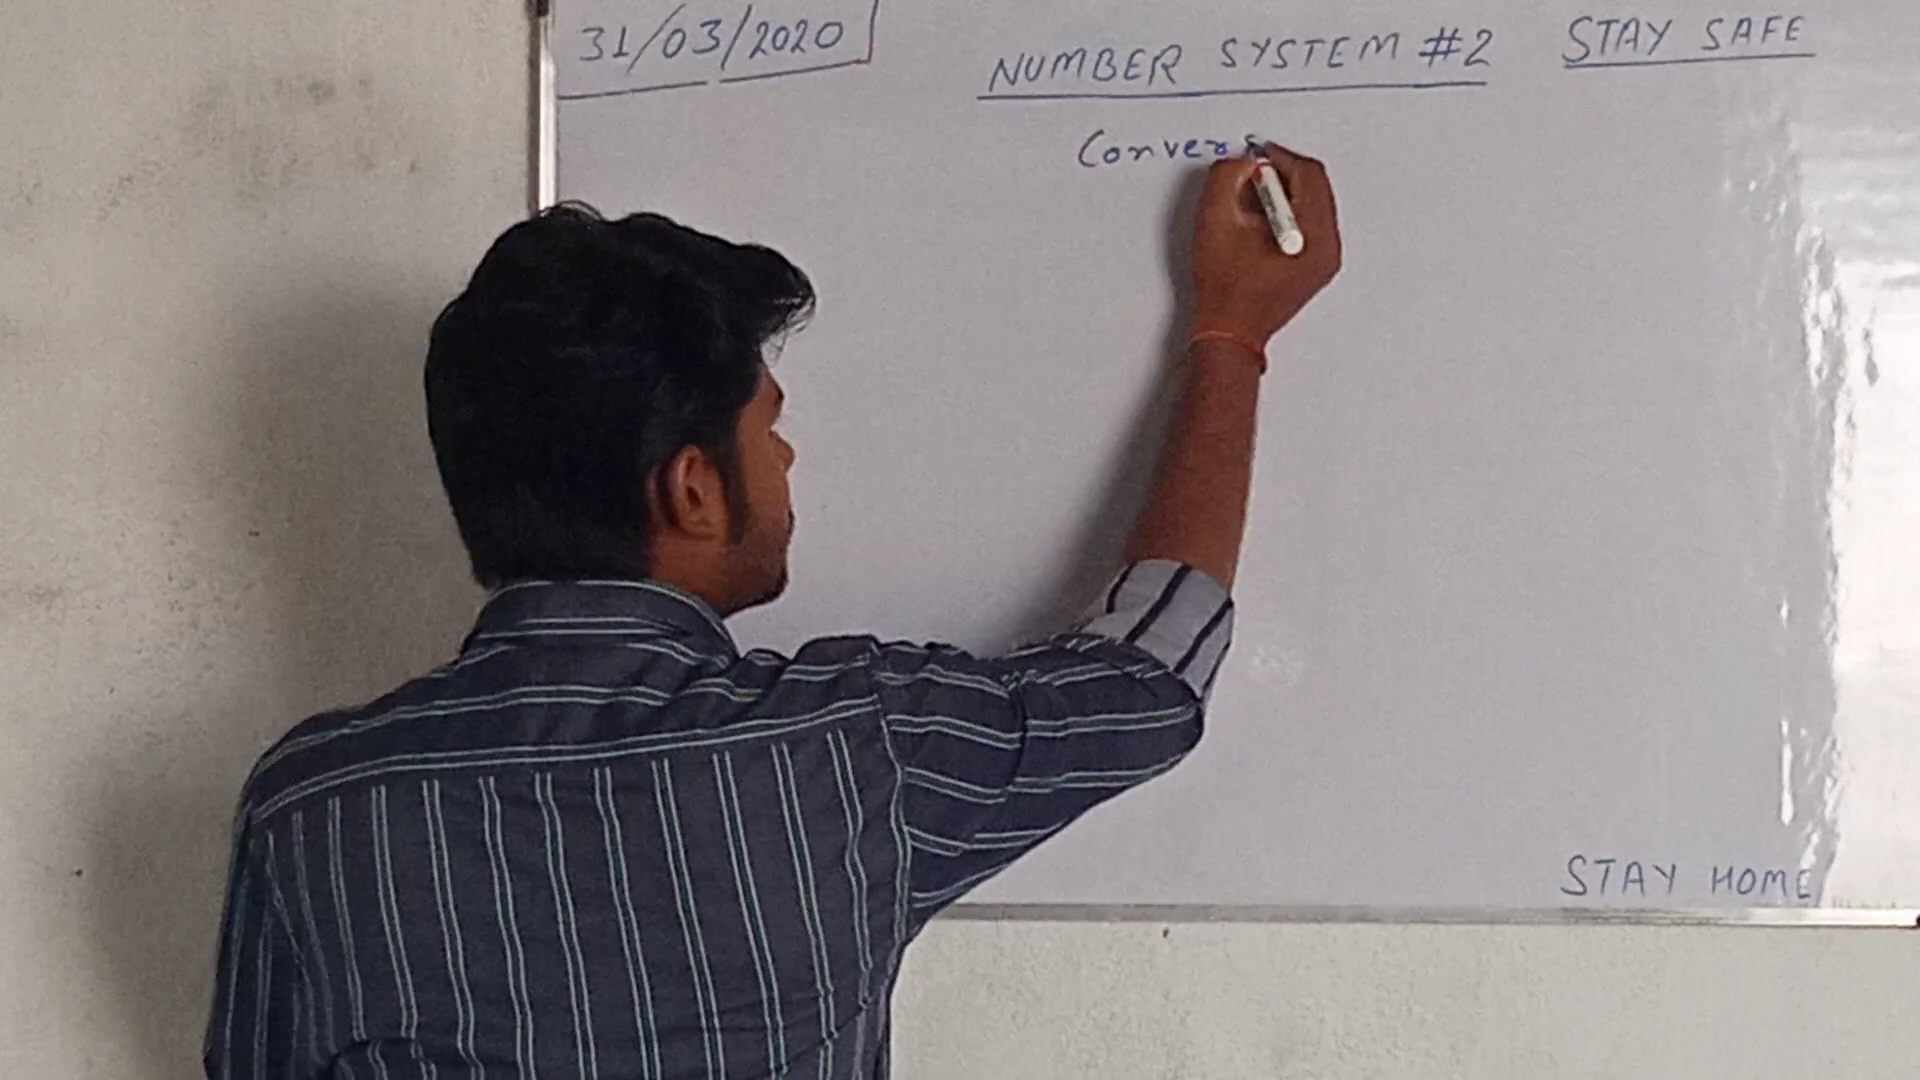 31/03/2020
NUMBER SYSTEM #2
STAY SAFE
Convers
STAY HOME